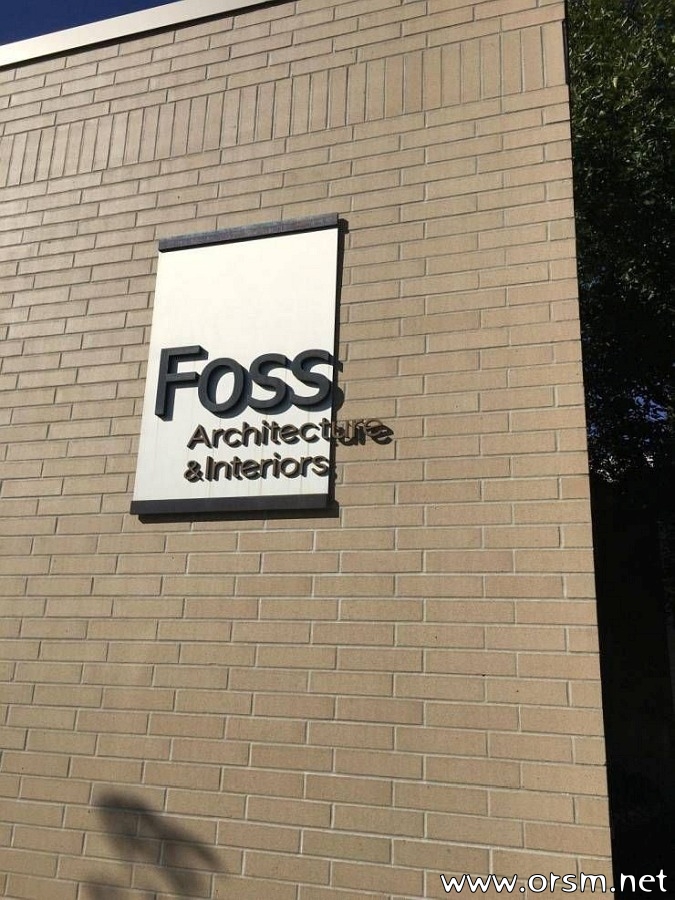 Foss
Architecture
& Interiors
www.orsm.net